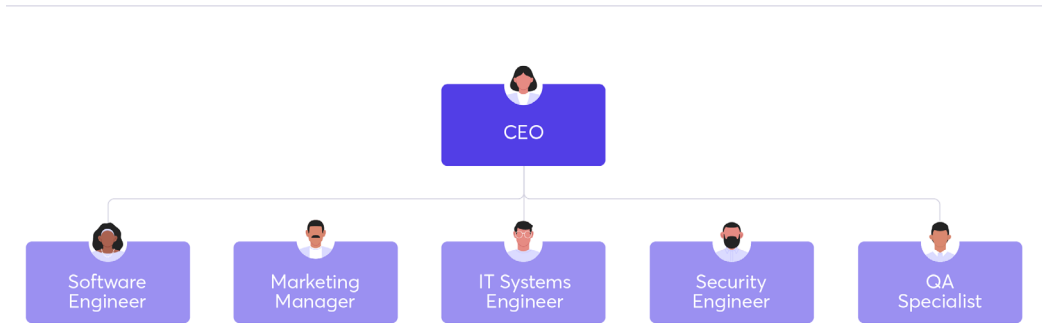 CEO
Software
Engineer
Marketing
Manager
IT Systems
Engineer
Security
Engineer
QA
Specialist